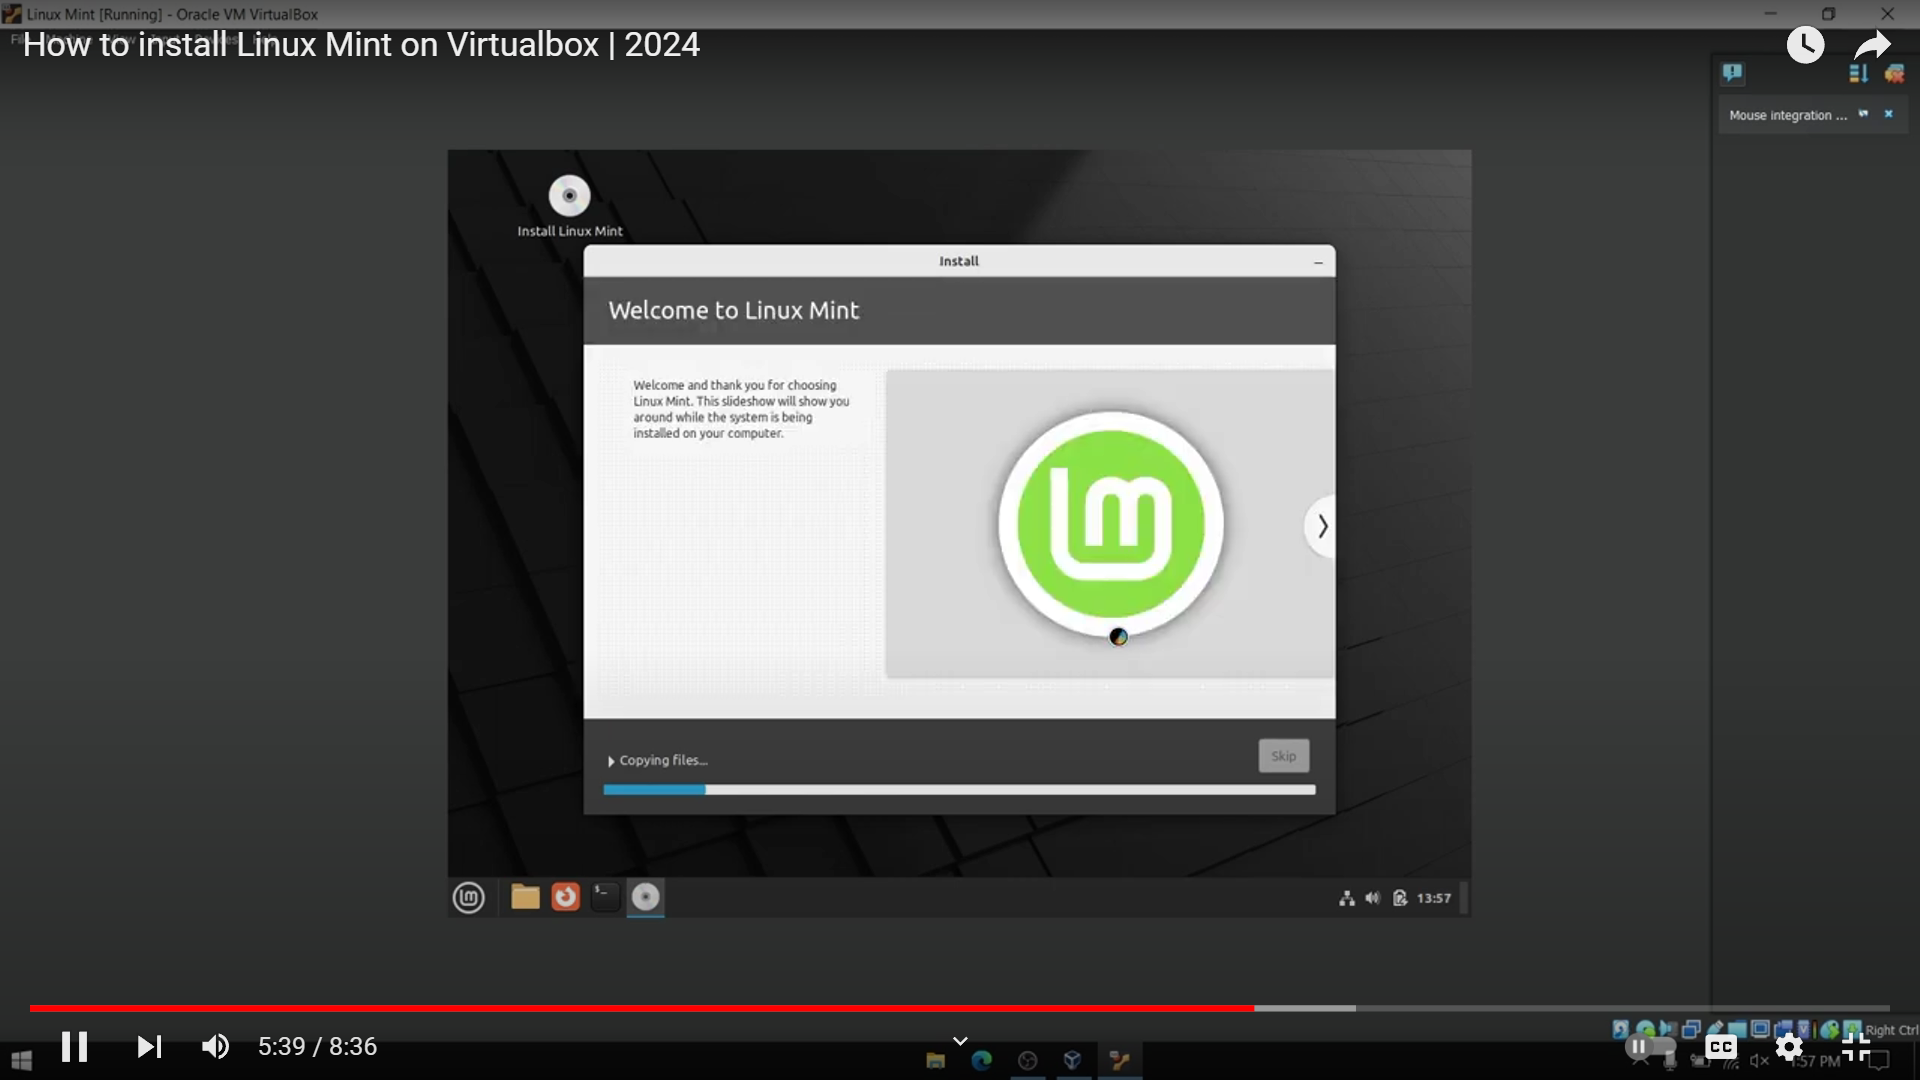 Linux Mint [Running] - Oracle VM VirtualBox
How to install Linux Mint on Virtualbox | 2024
Mouse integration ...
Install Linux Mint
Install
Welcome to Linux Mint
Welcome and thank you for choosing
Linux Mint. This slideshow will show you
around while the system is being
installed on your computer.
lm
Copying files...
Skip
13:57
5:39 / 8:36
CC
Right Ctrl